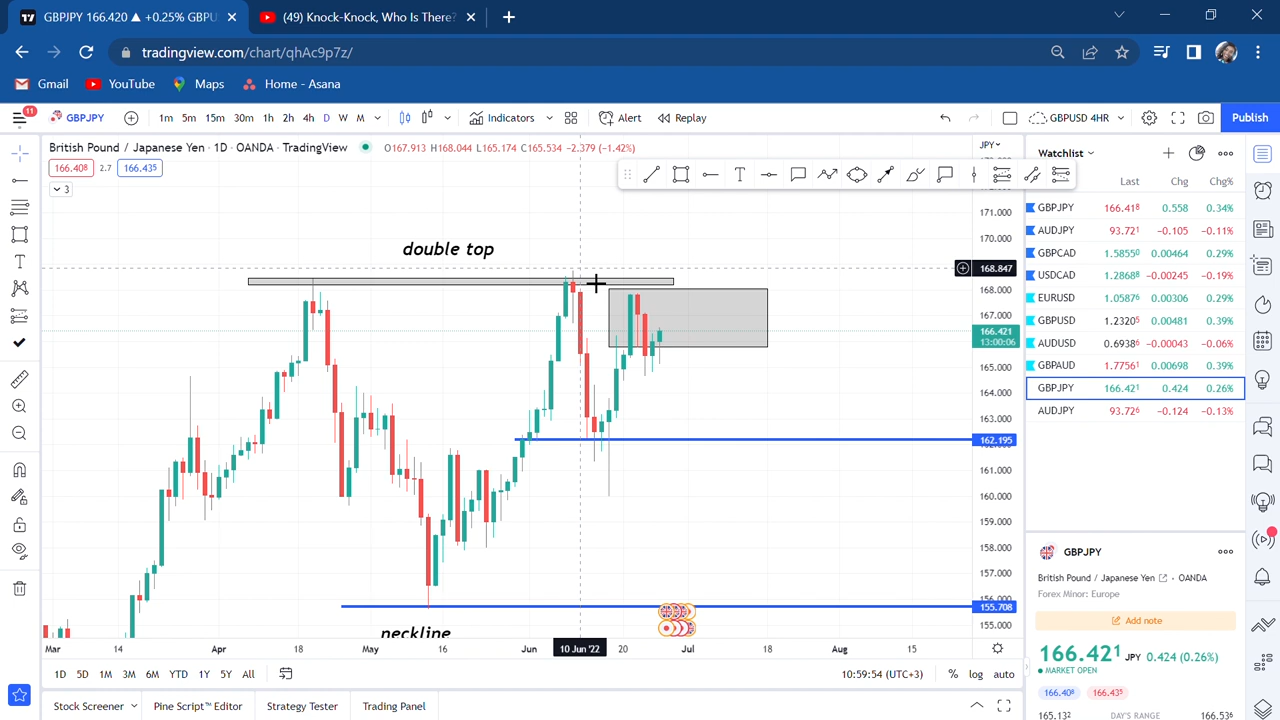 GBPJPY 166.420 ▲ +0.25% GBPU
(49) Knock-Knock, Who Is There?
tradingview.com/chart/qhAc9p7z/
Gmail YouTube Maps Home - Asana
11 GBPJPY 1m 5m 15m 30m 1h 2h 4h D W M Indicators Alert Replay GBPUSD 4HR Publish
British Pound / Japanese Yen · 1D · OANDA · TradingView O167.913 H168.044 L165.174 C165.534 -2.379 (-1.42%)
166.408 2.7 166.435
3
JPY
171.000
170.000
168.847
168.000
167.000
166.421
13:00:06
165.000
164.000
163.000
162.195
161.000
160.000
159.000
158.000
157.000
156.000
155.708
155.000
double top
neckline
Mar 14 Apr 18 May 16 Jun 10 Jun '22 20 Jul 18 Aug 15
1D 5D 1M 3M 6M YTD 1Y 5Y All 10:59:54 (UTC+3) % log auto
Stock Screener Pine Script™ Editor Strategy Tester Trading Panel
Watchlist
Last Chg Chg%
GBPJPY 166.418 0.558 0.34%
AUDJPY 93.721 -0.105 -0.11%
GBPCAD 1.58550 0.00464 0.29%
USDCAD 1.28688 -0.00245 -0.19%
EURUSD 1.05876 0.00306 0.29%
GBPUSD 1.23205 0.00481 0.39%
AUDUSD 0.69386 -0.00043 -0.06%
GBPAUD 1.77561 0.00698 0.39%
GBPJPY 166.421 0.424 0.26%
AUDJPY 93.726 -0.124 -0.13%
GBPJPY
British Pound / Japanese Yen · OANDA
Forex Minor: Europe
Add note
166.421 JPY 0.424 (0.26%)
MARKET OPEN
166.408 166.435
165.132 DAY'S RANGE 166.536